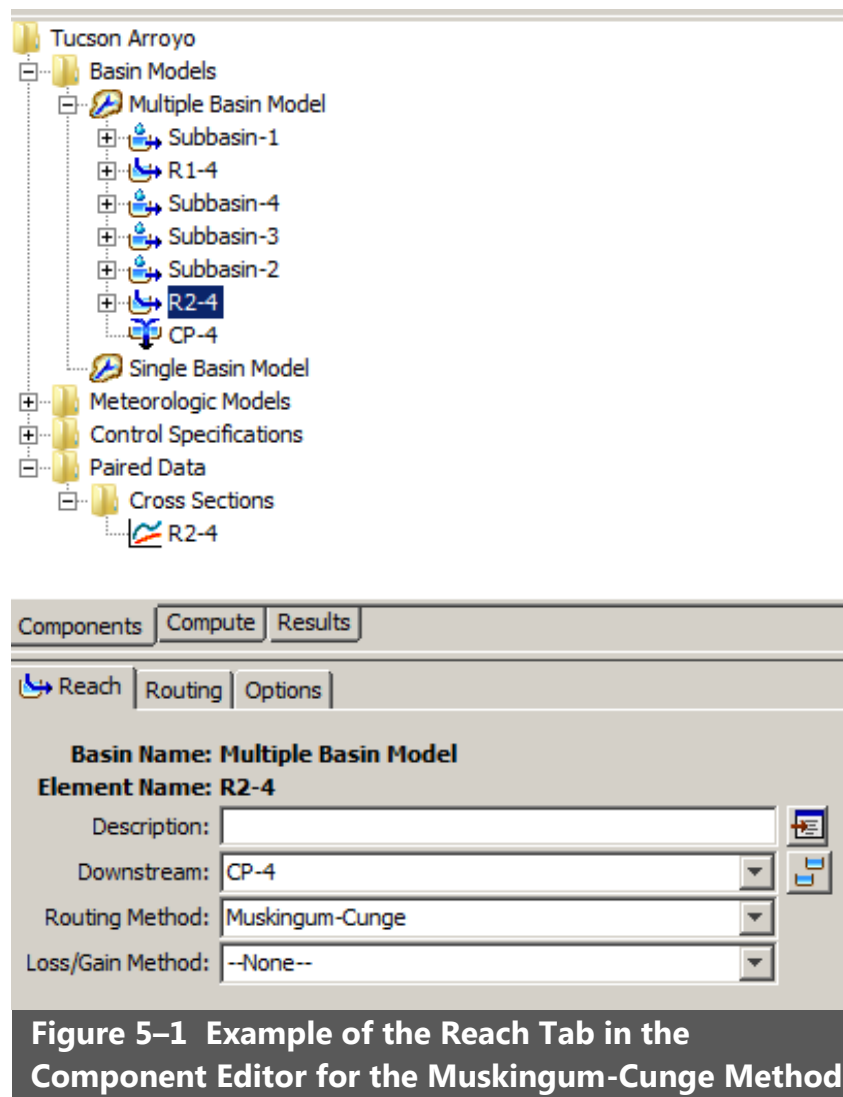 Tucson Arroyo
Basin Models
Multiple Basin Model
Subbasin-1
R1-4
Subbasin-4
Subbasin-3
Subbasin-2
R2-4
CP-4
Single Basin Model
Meteorologic Models
Control Specifications
Paired Data
Cross Sections
R2-4
Components Compute Results
Reach Routing Options
Basin Name: Multiple Basin Model
Element Name: R2-4
Description:
Downstream: CP-4
Routing Method: Muskingum-Cunge
Loss/Gain Method: --None--
Figure 5–1 Example of the Reach Tab in the
Component Editor for the Muskingum-Cunge Method